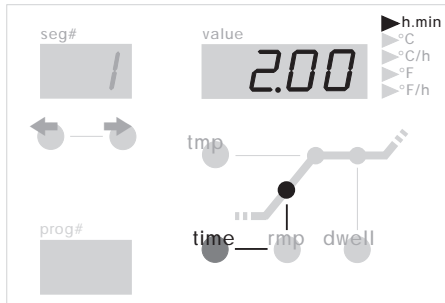 seg#
value
h.min
°C
°C/h
°F
°F/h
1
2.00
tmp
time
rmp
dwell
prog#